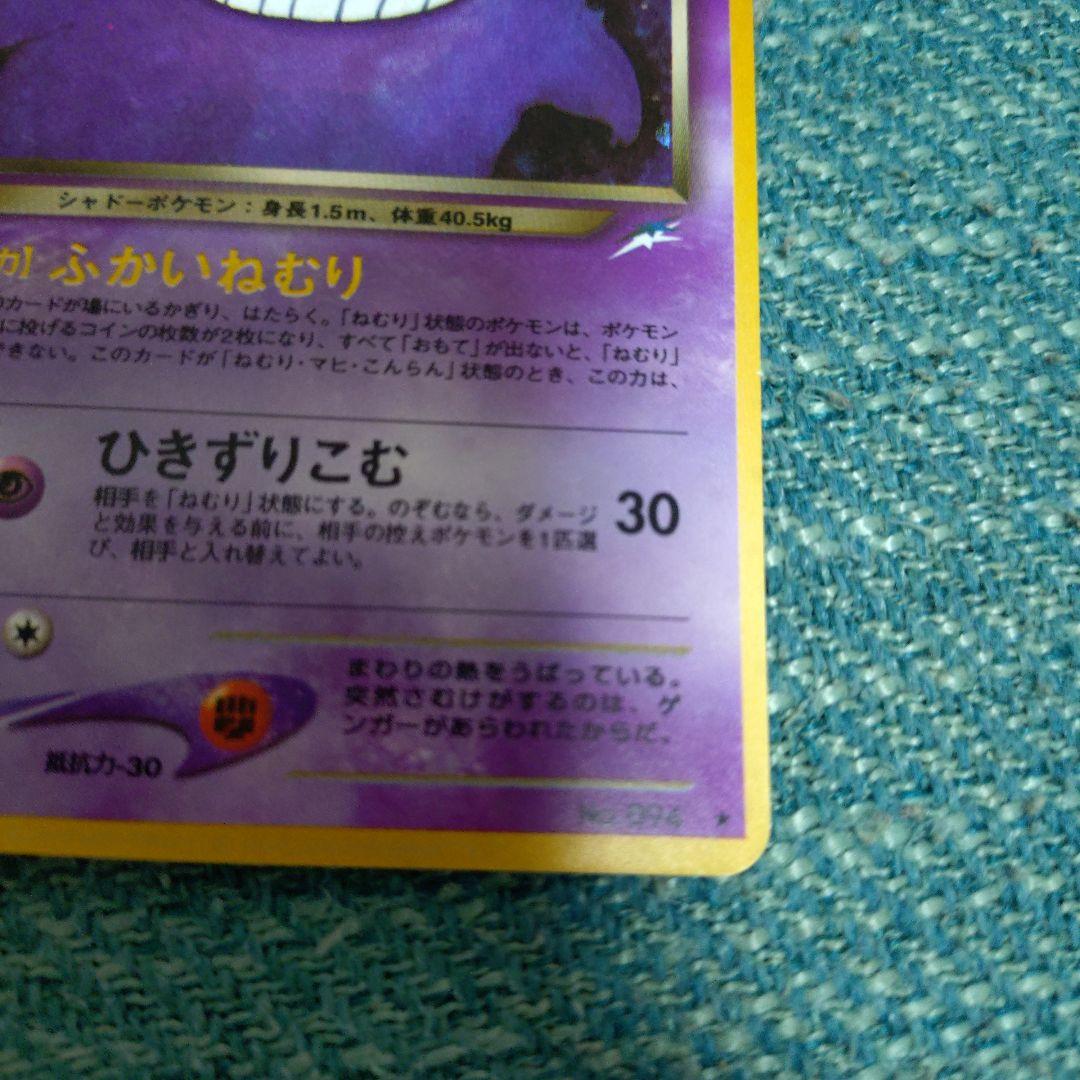 シャドーポケモン：身長1.5m、体重40.5kg
力】ふかいねむり
カードが場にいるかぎり、はたらく。「ねむり」状態のポケモンは、ポケモン
に投げるコインの枚数が2枚になり、すべて「おもて」が出ないと、「ねむり」
できない。このカードが「ねむり・マヒ・こんらん」状態のとき、この力は、
ひきずりこむ
30
相手を「ねむり」状態にする。のぞむなら、ダメージ
と効果を与える前に、相手の控えポケモンを1匹選
び、相手と入れ替えてよい。
まわりの熱をうばっている。
突然さむけがするのは、ゲ
ンガーがあらわれたからだ。
抵抗力-30
No.094 ★